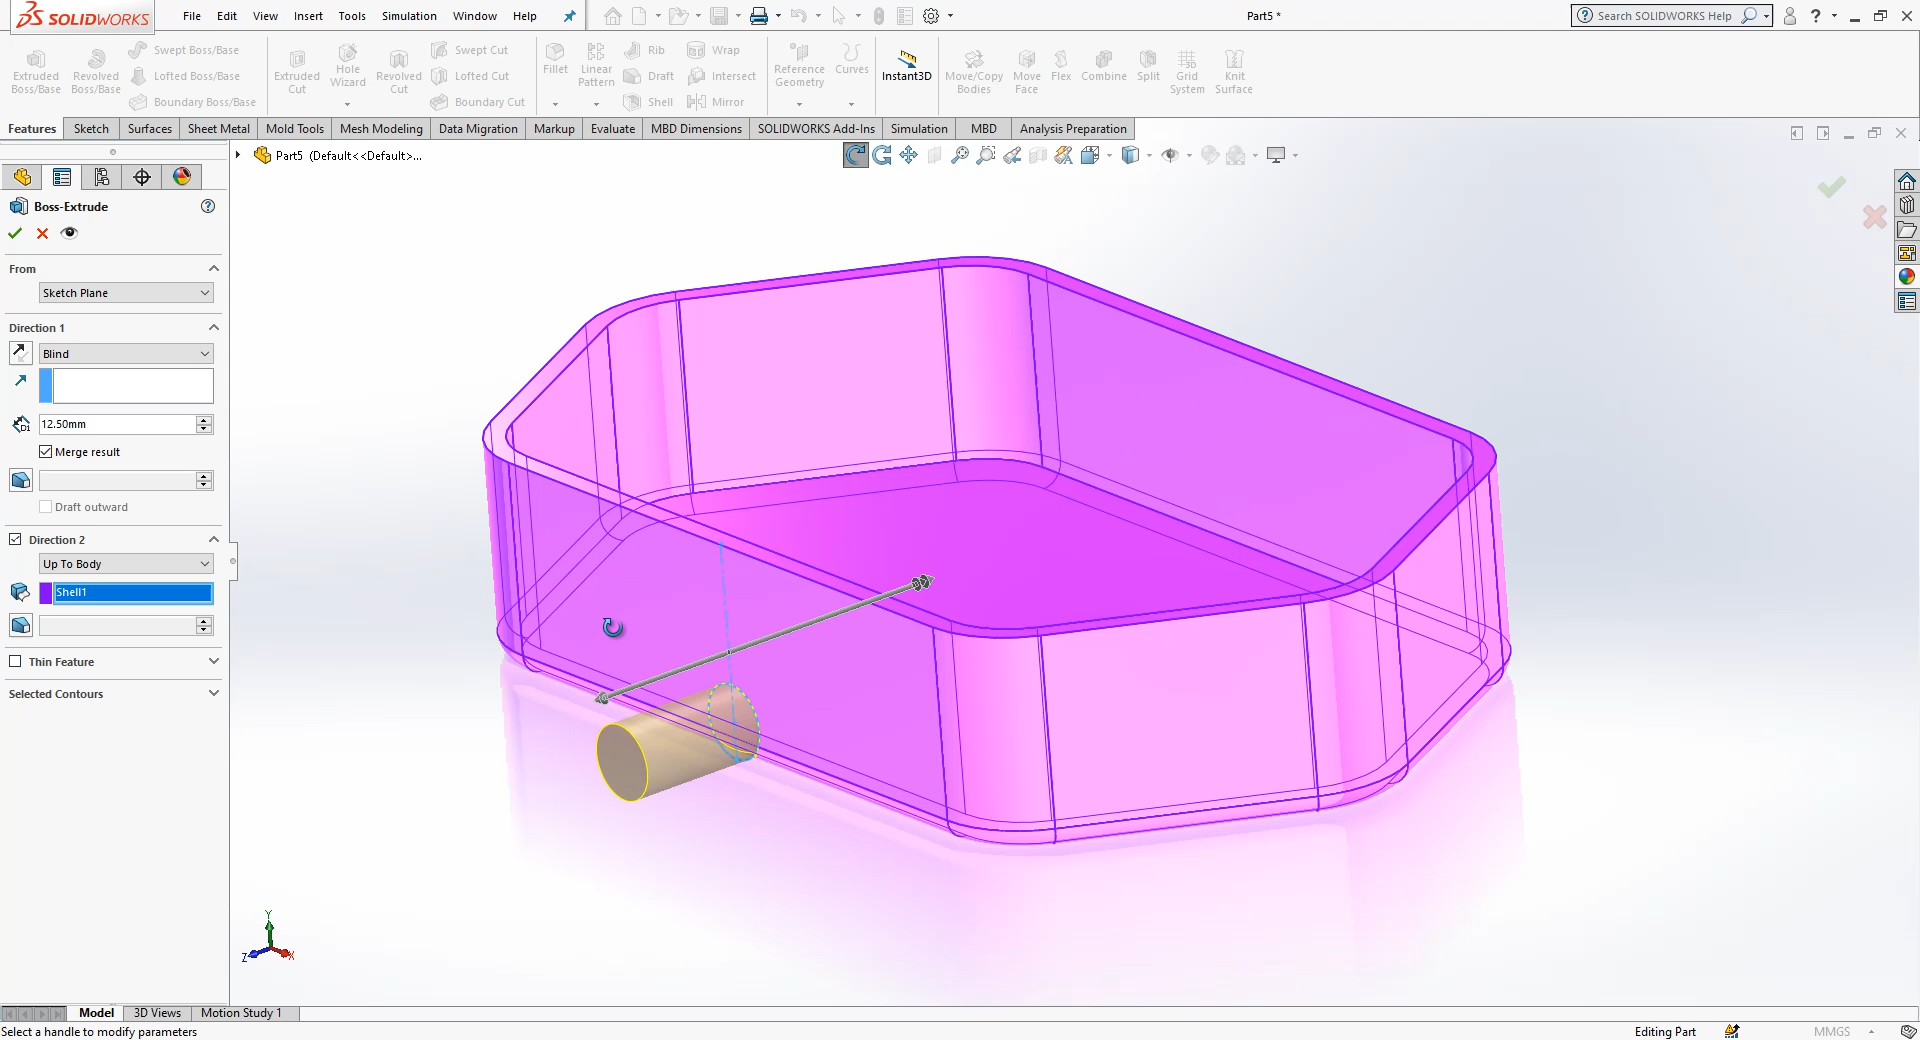 SOLIDWORKS
File Edit View Insert Tools Simulation Window Help
Part5 *
Search SOLIDWORKS Help
Extruded Boss/Base
Revolved Boss/Base
Swept Boss/Base
Lofted Boss/Base
Boundary Boss/Base
Extruded Cut
Hole Wizard
Revolved Cut
Swept Cut
Lofted Cut
Boundary Cut
Fillet
Linear Pattern
Rib
Draft
Shell
Wrap
Intersect
Mirror
Reference Geometry
Curves
Instant3D
Move/Copy Bodies
Move Face
Flex
Combine
Split
Grid System
Knit Surface
Features Sketch Surfaces Sheet Metal Mold Tools Mesh Modeling Data Migration Markup Evaluate MBD Dimensions SOLIDWORKS Add-Ins Simulation MBD Analysis Preparation
Part5 (Default<<Default>...
Boss-Extrude
From
Sketch Plane
Direction 1
Blind
D1
12.50mm
Merge result
Draft outward
Direction 2
Up To Body
Shell1
Thin Feature
Selected Contours
Y
Z
X
Model 3D Views Motion Study 1
Select a handle to modify parameters
Editing Part
MMGS